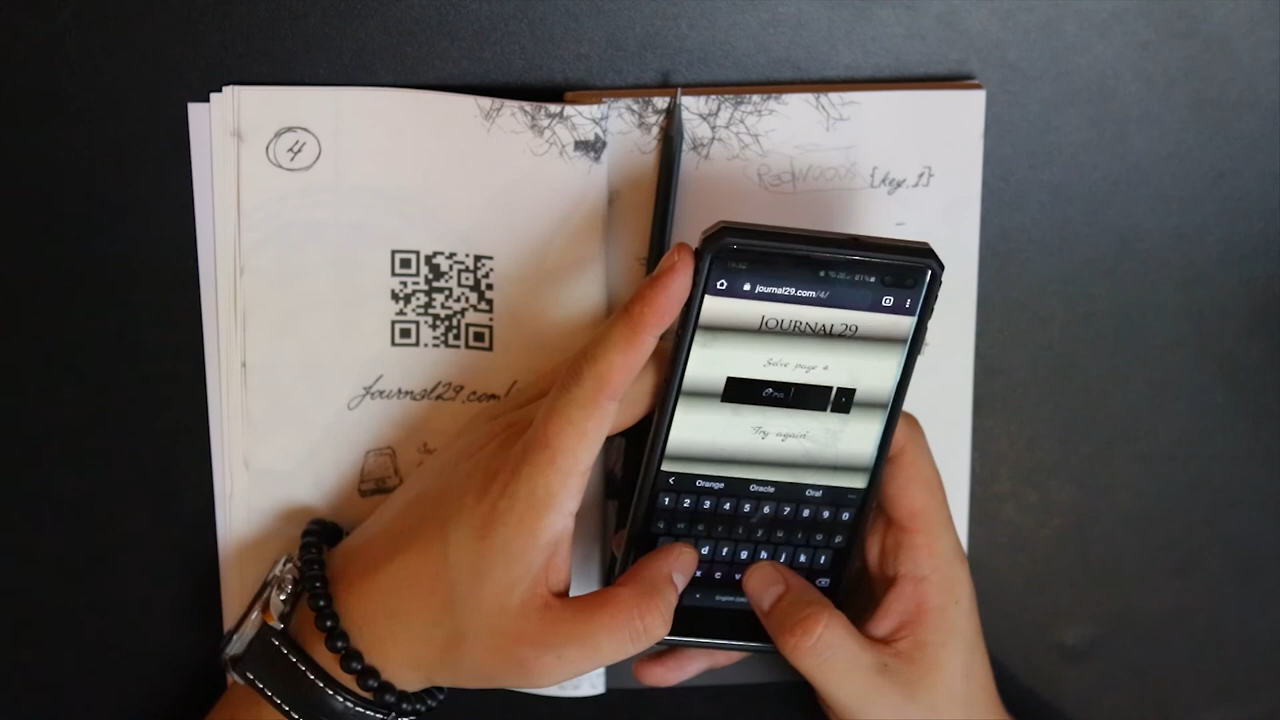 4
Journal29.com!
REDWOODS {key.1}
journal29.com/4/
JOURNAL29
Solve page 4
Ora
Try again
Orange Oracle Oral
1 2 3 4 5 6 7 8 9 0
q w e r t y u i o p
d f g h j k l
x c v